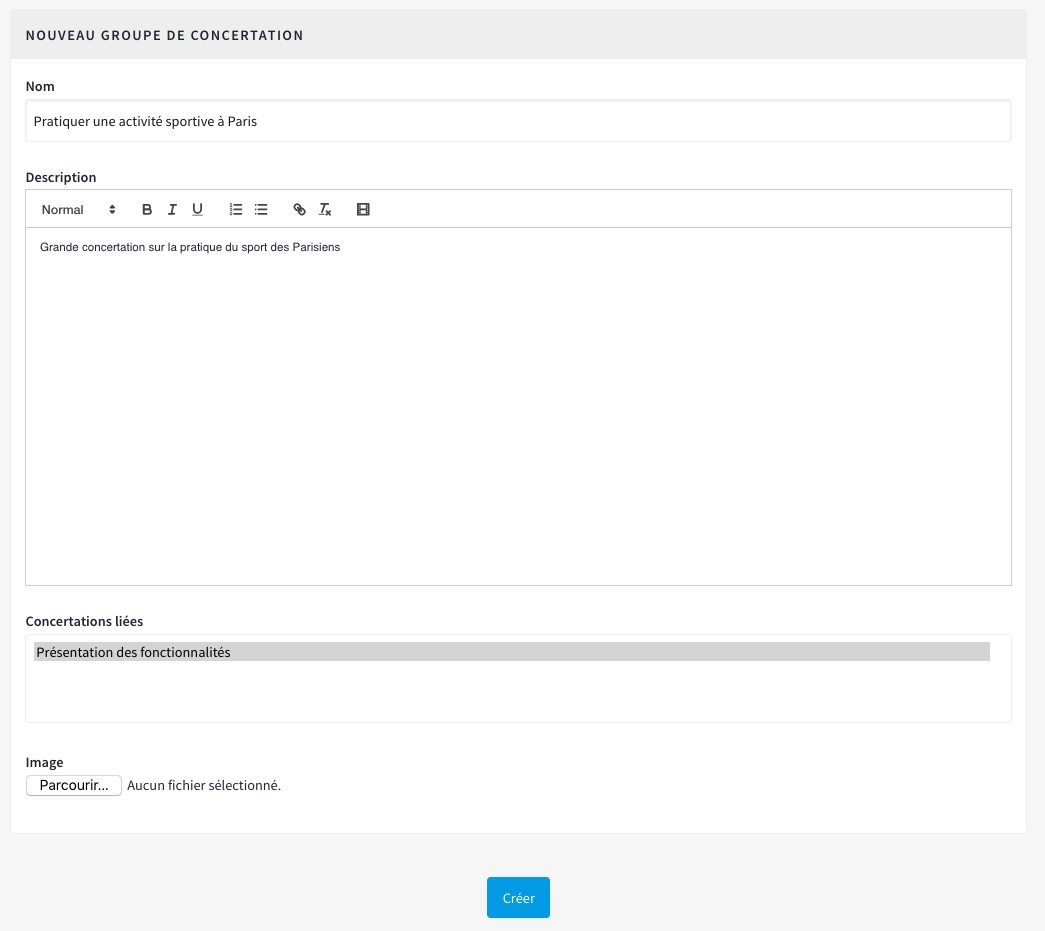 NOUVEAU GROUPE DE CONCERTATION
Nom
Pratiquer une activité sportive à Paris
Description
Normal B I U
Grande concertation sur la pratique du sport des Parisiens
Concertations liées
Présentation des fonctionnalités
Image
Parcourir... Aucun fichier sélectionné.
Créer